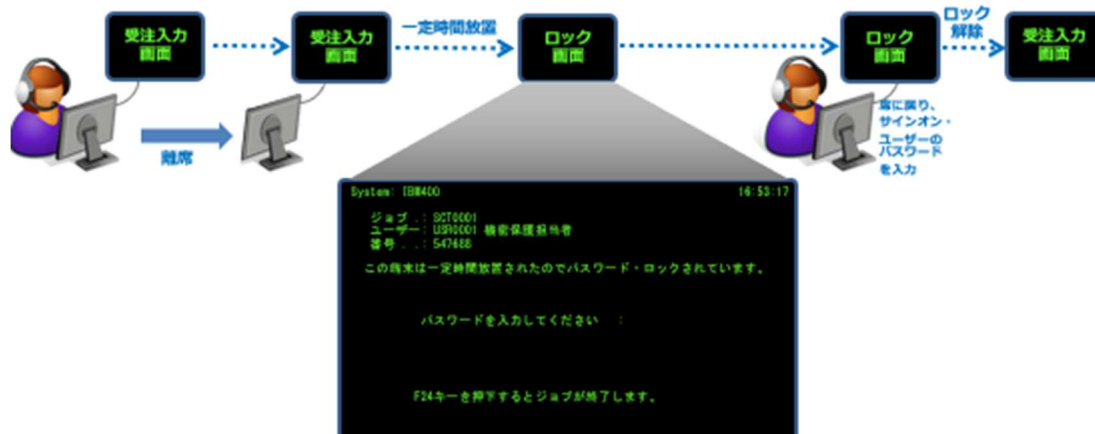 受注入力
画面
受注入力
画面
一定時間放置
ロック
画面
ロック
画面
ロック
解除
受注入力
画面
離席
席に戻り、
サインオン・
ユーザーの
パスワード
を入力
System: IBM400 16:53:17
ジョブ . : SCT0001
ユーザー: USR0001 機密保護担当者
番号 . . : 547688
この端末は一定時間放置されたのでパスワード・ロックされています。
パスワードを入力してください :
F24キーを押下するとジョブが終了します。